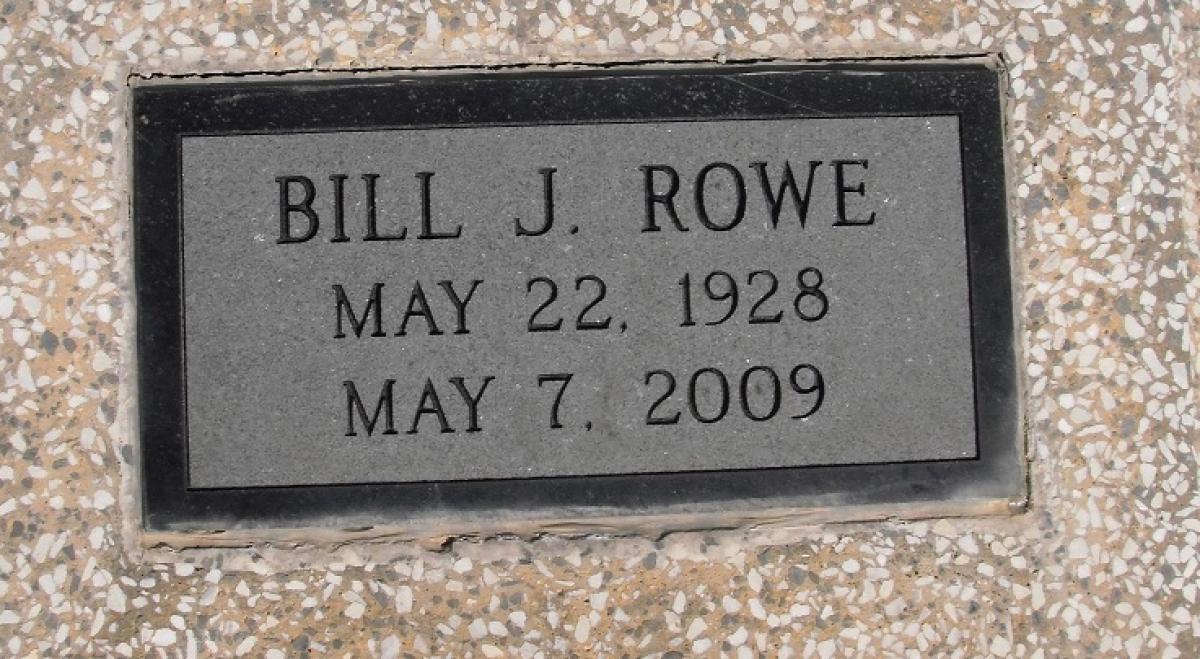 BILL J. ROWE
MAY 22, 1928
MAY 7, 2009